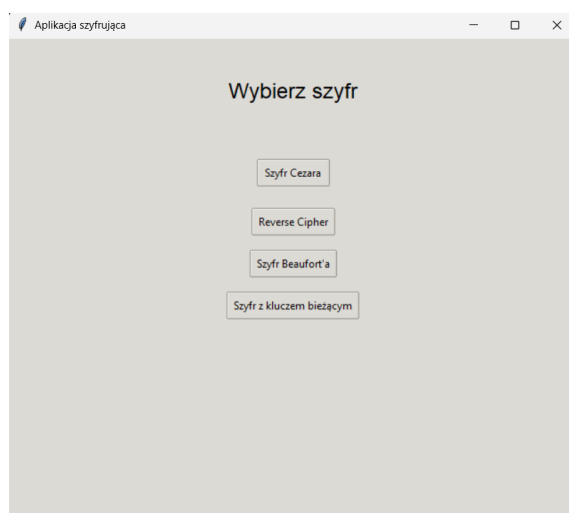 Aplikacja szyfrująca
Wybierz szyfr
Szyfr Cezara
Reverse Cipher
Szyfr Beaufort'a
Szyfr z kluczem bieżącym